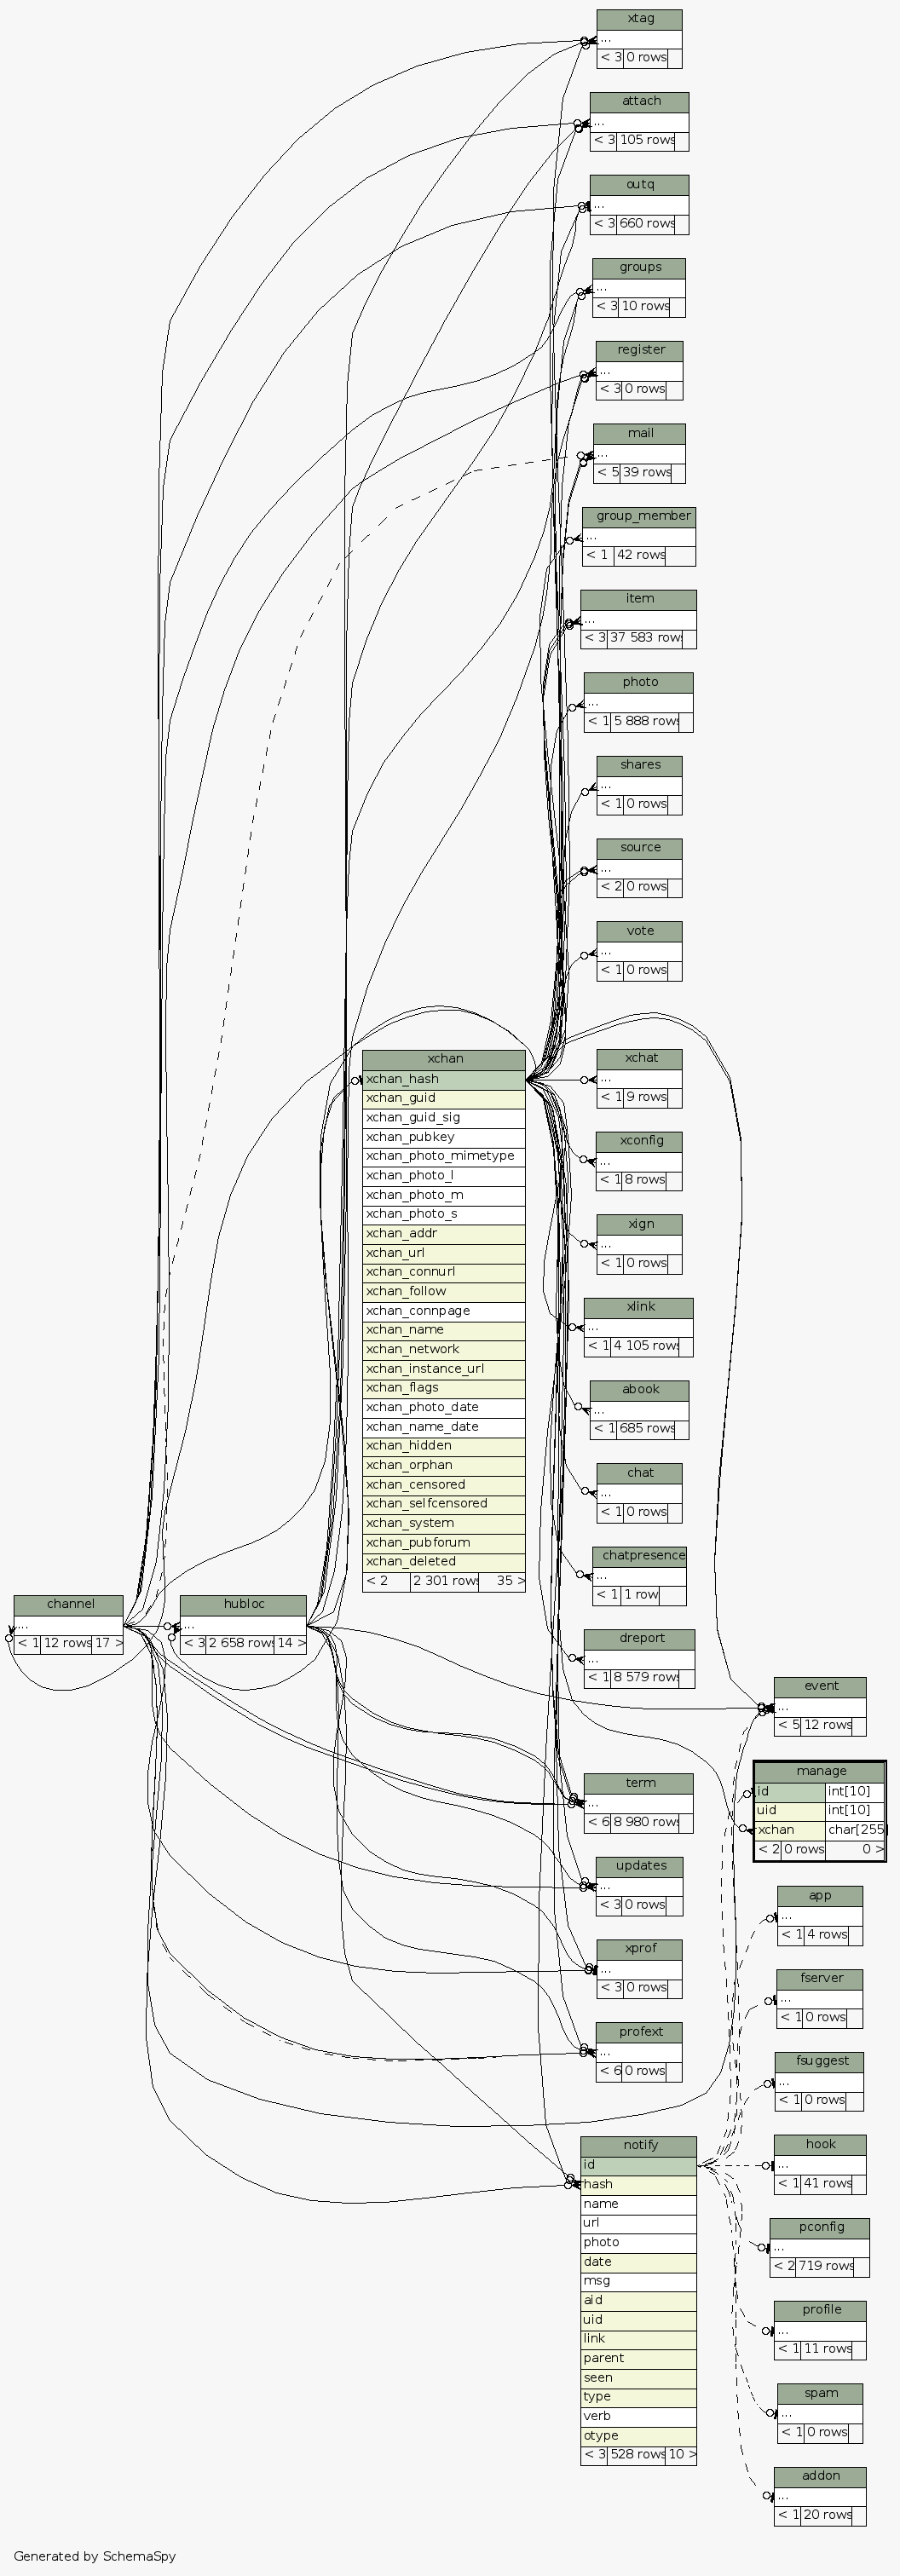 xtag
...
< 3 0 rows
attach
...
< 3 105 rows
outq
...
< 3 660 rows
groups
...
< 3 10 rows
register
...
< 3 0 rows
mail
...
< 5 39 rows
group_member
...
< 1 42 rows
item
...
< 3 37 583 rows
photo
...
< 1 5 888 rows
shares
...
< 1 0 rows
source
...
< 2 0 rows
vote
...
< 1 0 rows
xchan
xchan_hash
xchan_guid
xchan_guid_sig
xchan_pubkey
xchan_photo_mimetype
xchan_photo_l
xchan_photo_m
xchan_photo_s
xchan_addr
xchan_url
xchan_connurl
xchan_follow
xchan_connpage
xchan_name
xchan_network
xchan_instance_url
xchan_flags
xchan_photo_date
xchan_name_date
xchan_hidden
xchan_orphan
xchan_censored
xchan_selfcensored
xchan_system
xchan_pubforum
xchan_deleted
< 2 2 301 rows 35 >
xchat
...
< 1 9 rows
xconfig
...
< 1 8 rows
xign
...
< 1 0 rows
xlink
...
< 1 4 105 rows
abook
...
< 1 685 rows
chat
...
< 1 0 rows
chatpresence
...
< 1 1 row
channel
...
< 1 12 rows 17 >
hubloc
...
< 3 2 658 rows 14 >
dreport
...
< 1 8 579 rows
event
...
< 5 12 rows
manage
id int[10]
uid int[10]
xchan char[255]
< 2 0 rows 0 >
term
...
< 6 8 980 rows
updates
...
< 3 0 rows
app
...
< 1 4 rows
xprof
...
< 3 0 rows
fserver
...
< 1 0 rows
profext
...
< 6 0 rows
fsuggest
...
< 1 0 rows
notify
id
hash
name
url
photo
date
msg
aid
uid
link
parent
seen
type
verb
otype
< 3 528 rows 10 >
hook
...
< 1 41 rows
pconfig
...
< 2 719 rows
profile
...
< 1 11 rows
spam
...
< 1 0 rows
addon
...
< 1 20 rows
Generated by SchemaSpy